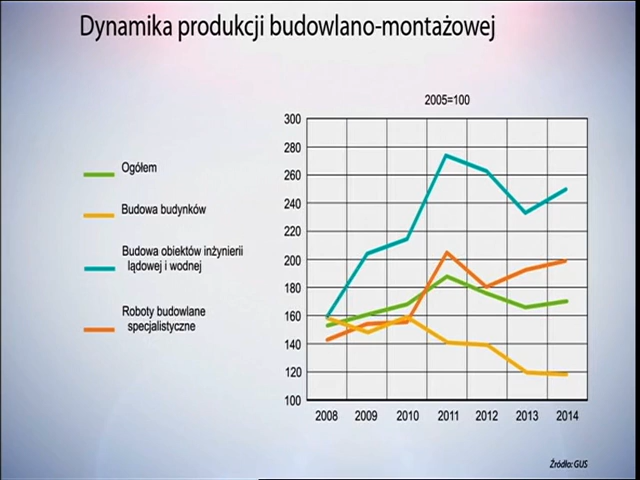 Dynamika produkcji budowlano-montażowej
2005=100
Ogółem
Budowa budynków
Budowa obiektów inżynierii
lądowej i wodnej
Roboty budowlane
specjalistyczne
300
280
260
240
220
200
180
160
140
120
100
2008 2009 2010 2011 2012 2013 2014
Źródło: GUS